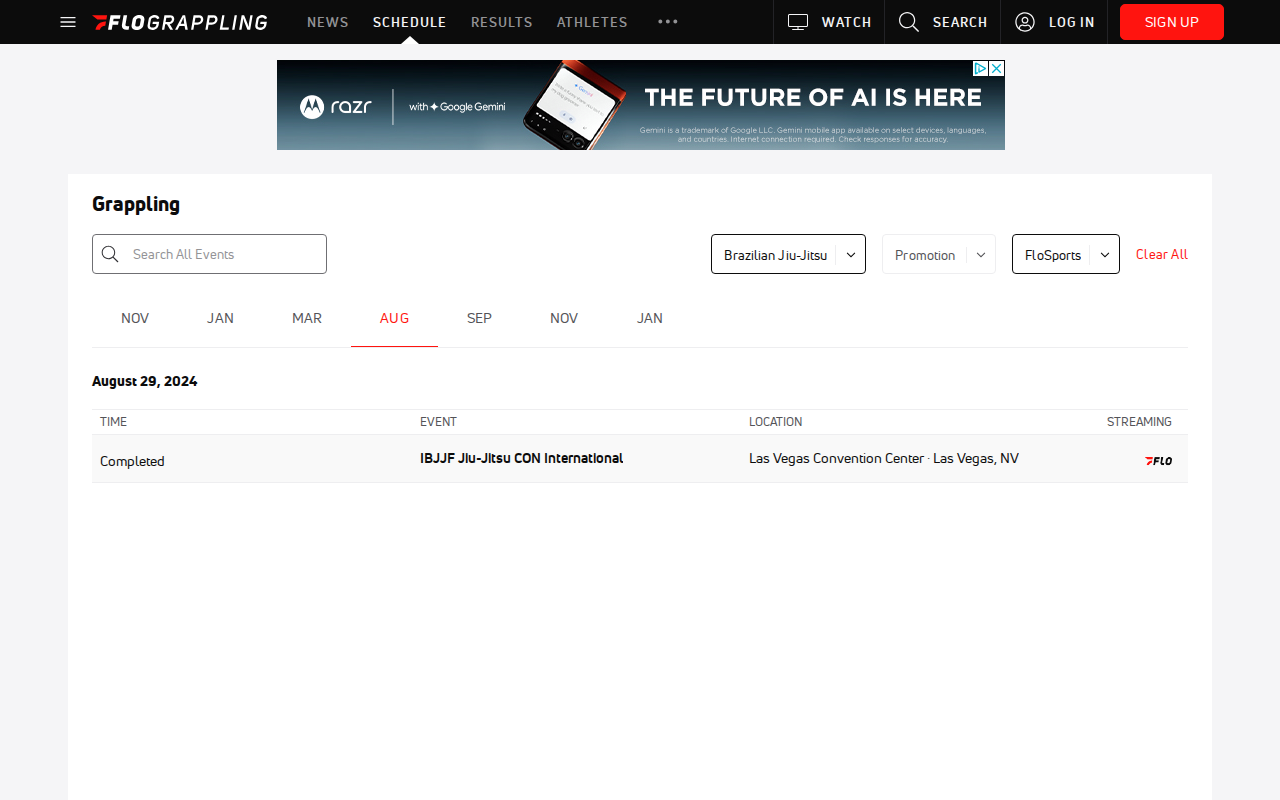 FLOGRAPPLING NEWS SCHEDULE RESULTS ATHLETES WATCH SEARCH LOG IN SIGN UP
razr with Google Gemini THE FUTURE OF AI IS HERE
Gemini is a trademark of Google LLC. Gemini mobile app available on select devices, languages,
and countries. Internet connection required. Check responses for accuracy.
Grappling
Search All Events Brazilian Jiu-Jitsu Promotion FloSports Clear All
NOV JAN MAR AUG SEP NOV JAN
August 29, 2024
TIME EVENT LOCATION STREAMING
Completed IBJJF Jiu-Jitsu CON International Las Vegas Convention Center · Las Vegas, NV FLO